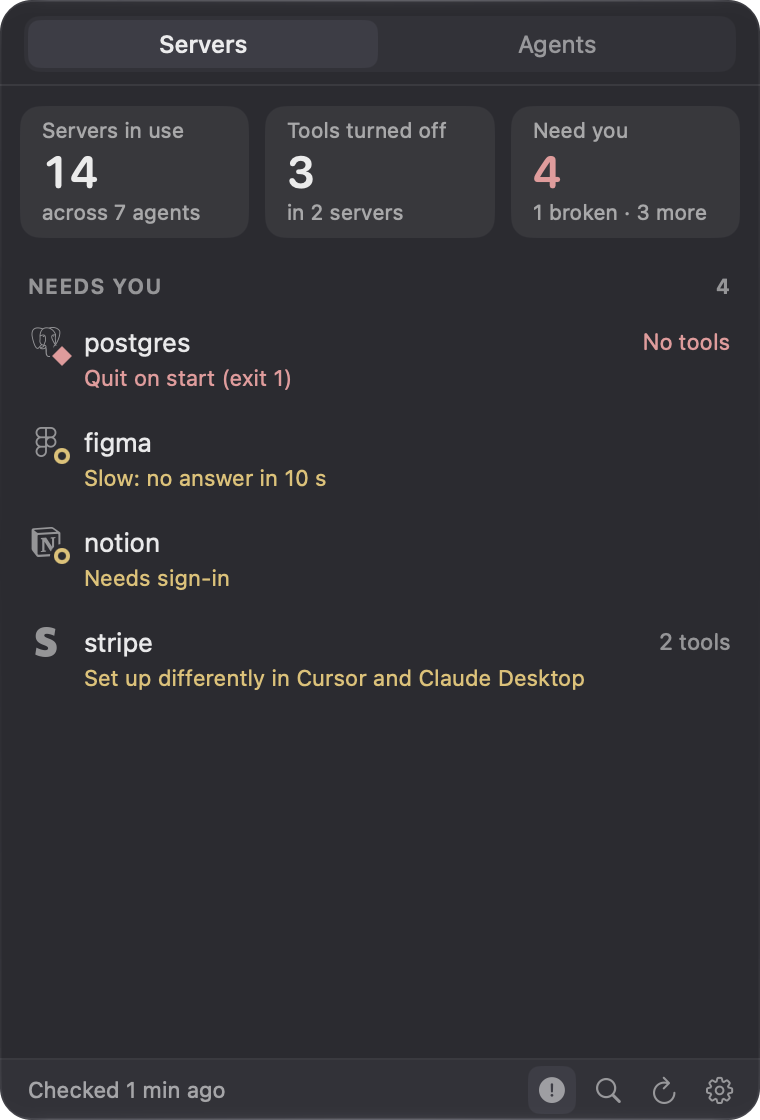 Servers
Agents
Servers in use
14
across 7 agents
Tools turned off
3
in 2 servers
Need you
4
1 broken · 3 more
NEEDS YOU
4
postgres
No tools
Quit on start (exit 1)
figma
Slow: no answer in 10 s
N
notion
Needs sign-in
S
stripe
2 tools
Set up differently in Cursor and Claude Desktop
Checked 1 min ago